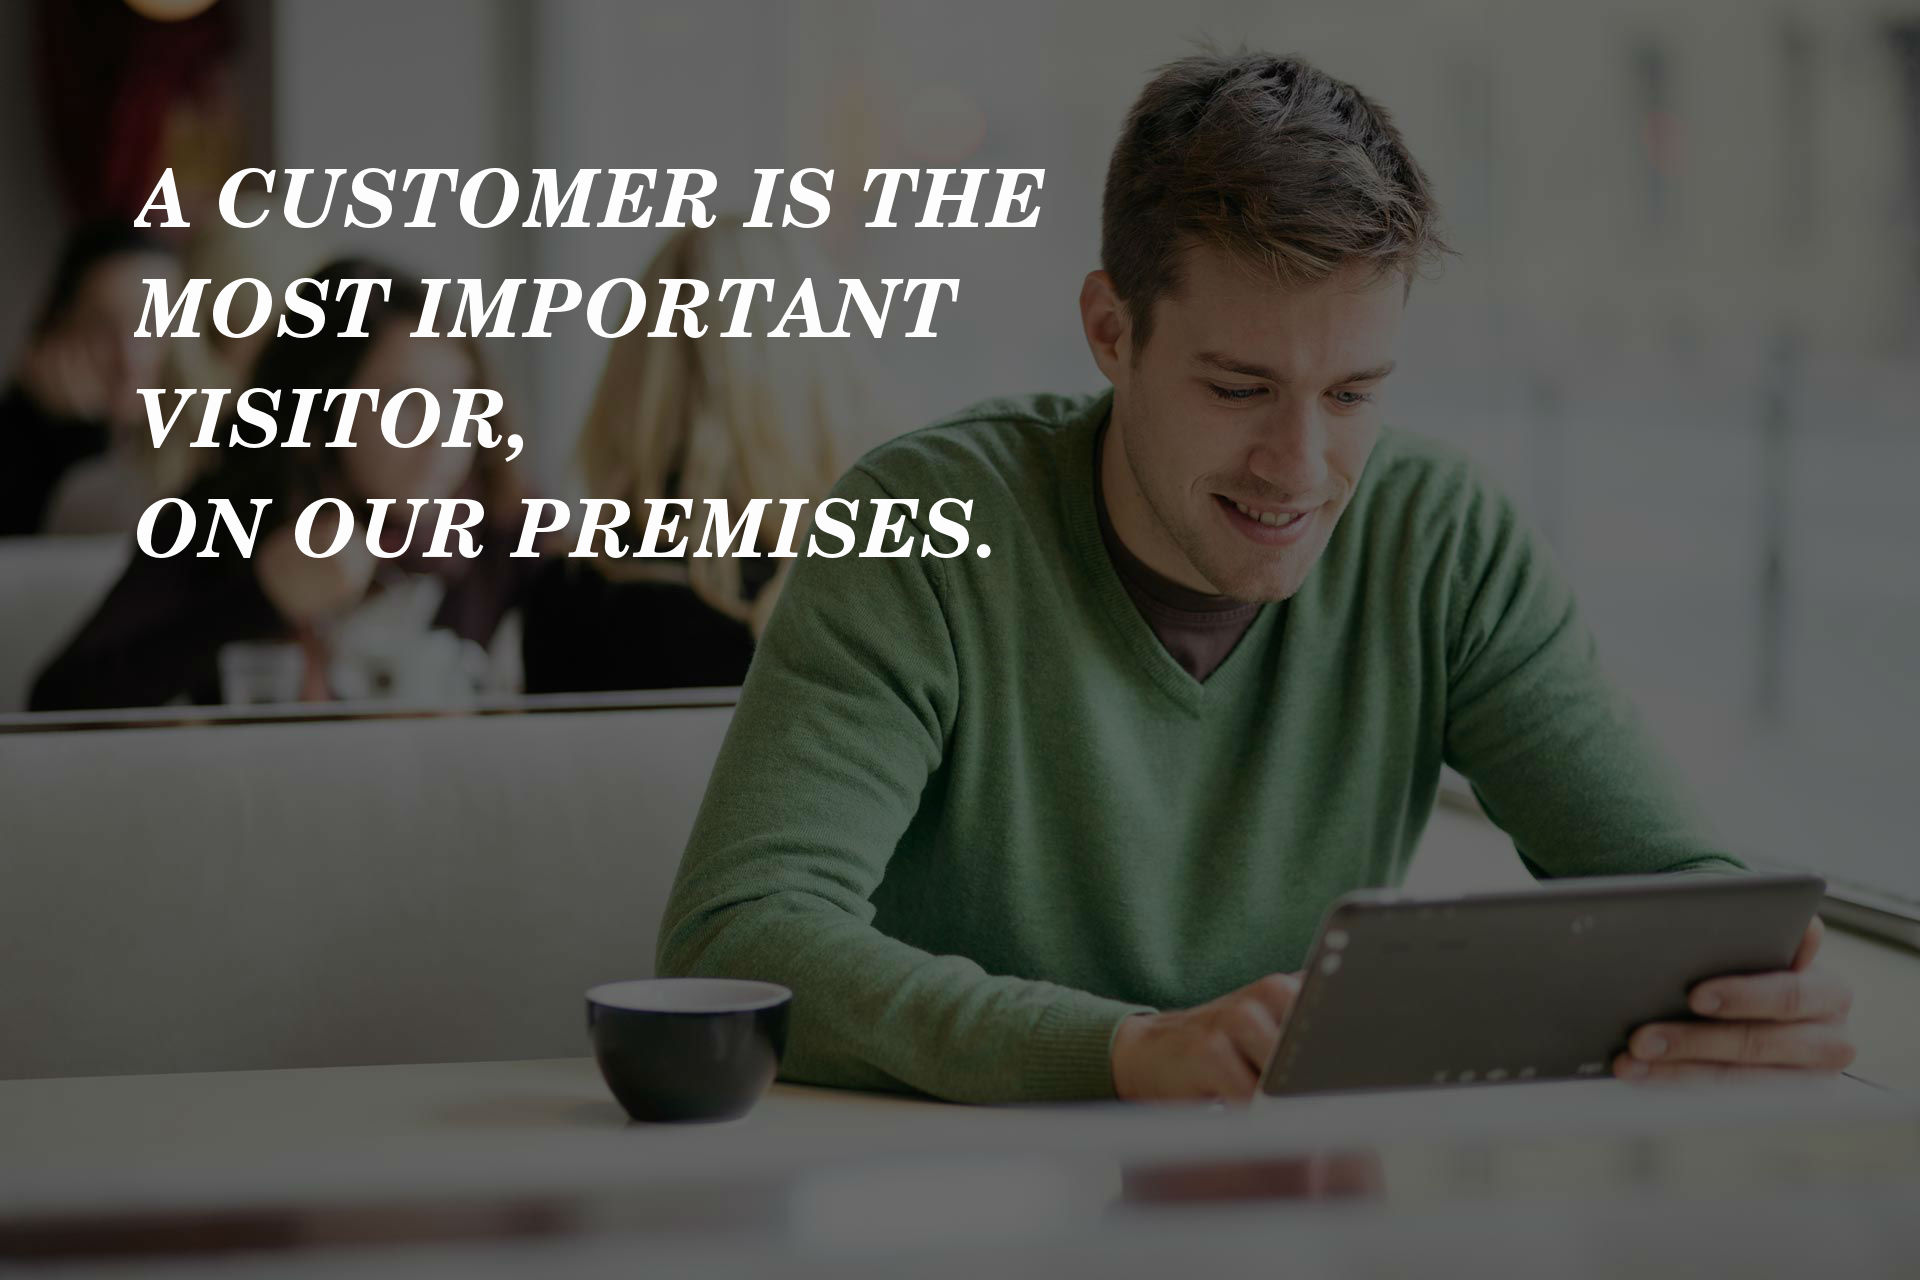 A CUSTOMER IS THE
MOST IMPORTANT
VISITOR,
ON OUR PREMISES.